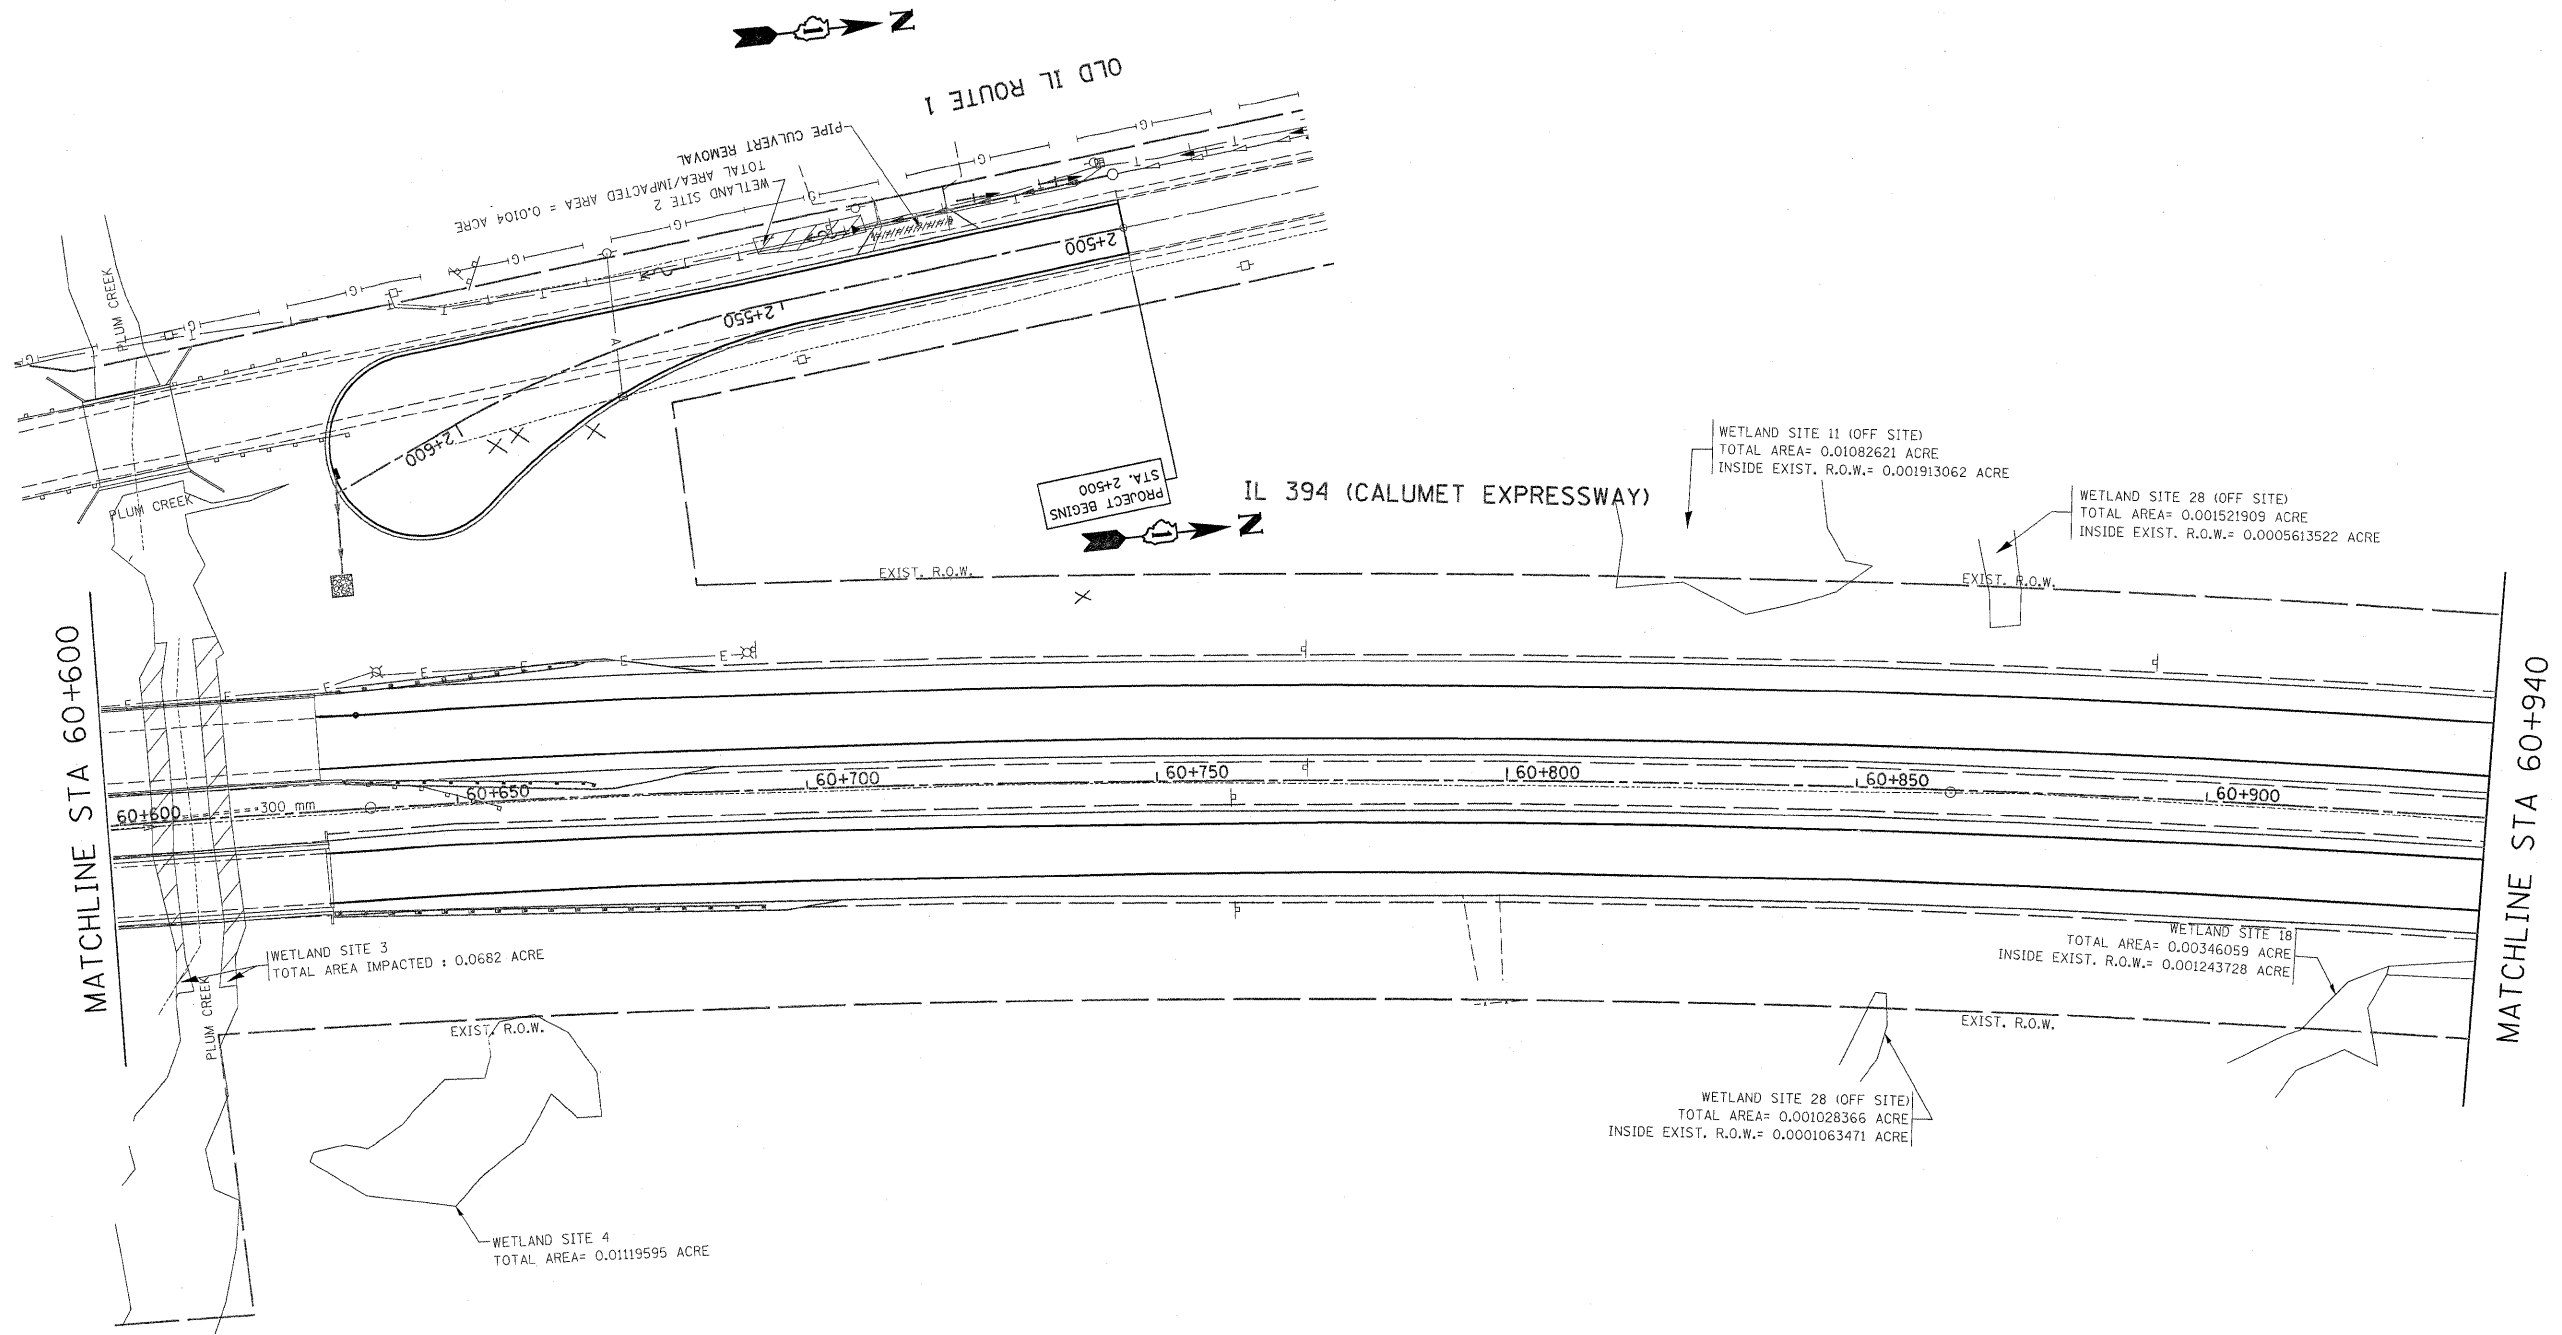 N
OLD IL ROUTE 1
PIPE CULVERT REMOVAL
WETLAND SITE 2
TOTAL AREA/IMPACTED AREA = 0.0104 ACRE
PLUM CREEK
2+500
2+550
2+600
A
PLUM CREEK
PROJECT BEGINS
STA. 2+500
IL 394 (CALUMET EXPRESSWAY)
N
WETLAND SITE 11 (OFF SITE)
TOTAL AREA= 0.01082621 ACRE
INSIDE EXIST. R.O.W.= 0.001913062 ACRE
WETLAND SITE 28 (OFF SITE)
TOTAL AREA= 0.001521909 ACRE
INSIDE EXIST. R.O.W.= 0.0005613522 ACRE
EXIST. R.O.W.
EXIST. R.O.W.
MATCHLINE STA 60+600
MATCHLINE STA 60+940
60+600
300 mm
60+650
60+700
60+750
60+800
60+850
60+900
WETLAND SITE 3
TOTAL AREA IMPACTED : 0.0682 ACRE
PLUM CREEK
WETLAND SITE 18
TOTAL AREA= 0.00346059 ACRE
INSIDE EXIST. R.O.W.= 0.001243728 ACRE
EXIST. R.O.W.
EXIST. R.O.W.
WETLAND SITE 28 (OFF SITE)
TOTAL AREA= 0.001028366 ACRE
INSIDE EXIST. R.O.W.= 0.0001063471 ACRE
WETLAND SITE 4
TOTAL AREA= 0.01119595 ACRE